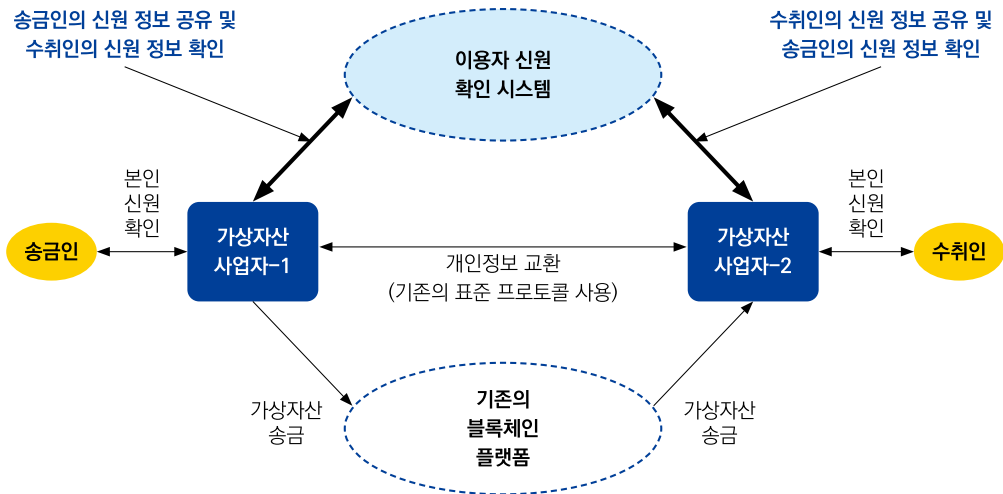 송금인의 신원 정보 공유 및
수취인의 신원 정보 확인
수취인의 신원 정보 공유 및
송금인의 신원 정보 확인
이용자 신원
확인 시스템
본인
신원
확인
본인
신원
확인
송금인
가상자산
사업자-1
개인정보 교환
(기존의 표준 프로토콜 사용)
가상자산
사업자-2
수취인
가상자산
송금
기존의
블록체인
플랫폼
가상자산
송금